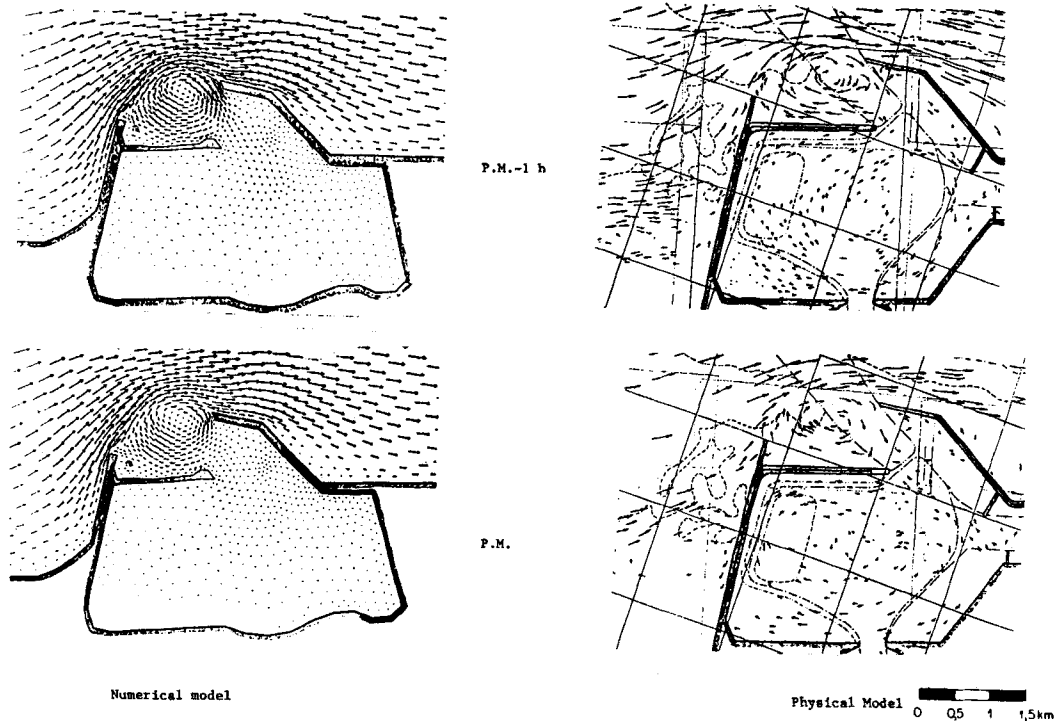 P.M.-1 h
P.M.
Numerical model
Physical Model
0 0,5 1 1,5km